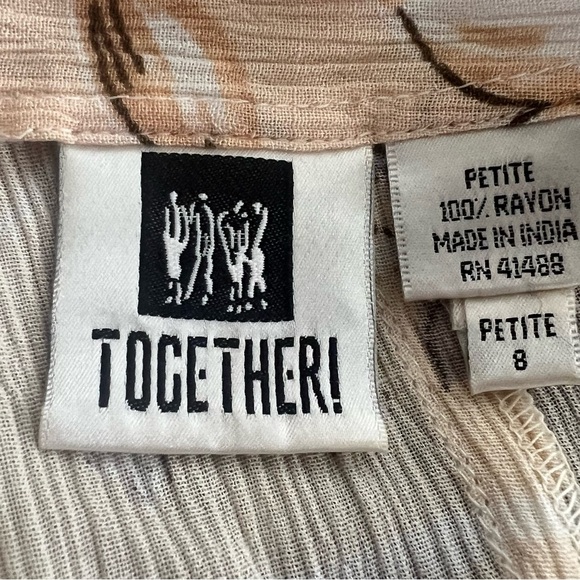 TOGETHER!
PETITE
100% RAYON
MADE IN INDIA
RN 41488
PETITE
8